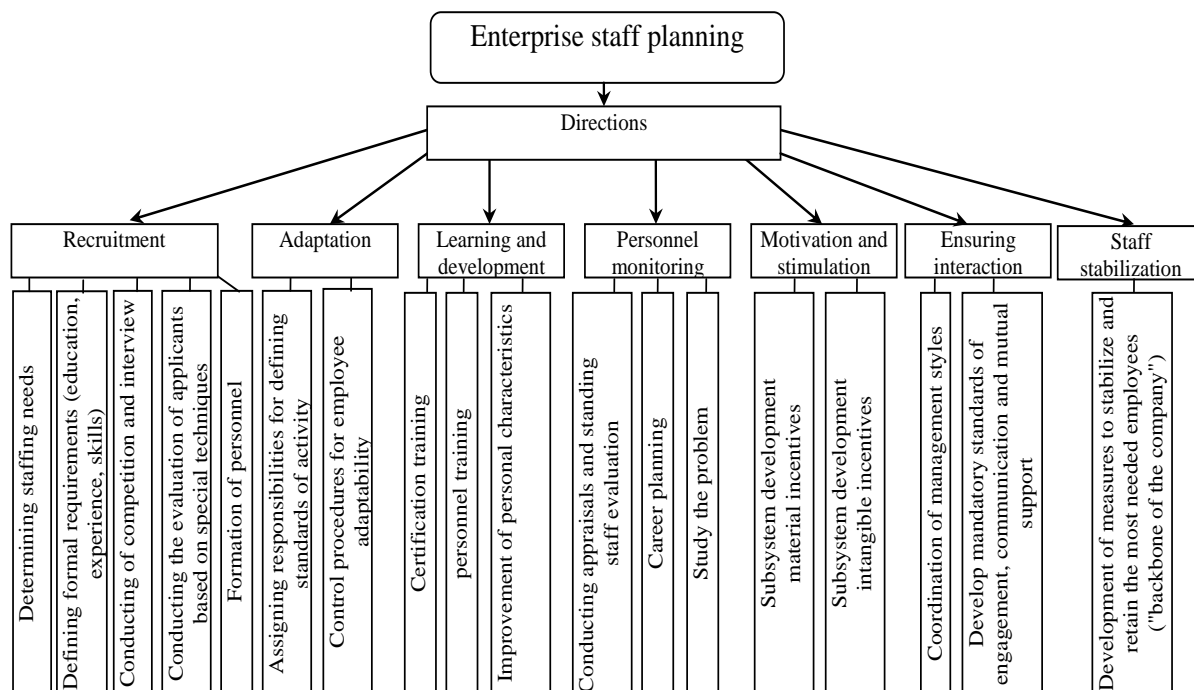 Enterprise staff planning
Directions
Recruitment
Adaptation
Learning and
development
Personnel
monitoring
Motivation and
stimulation
Ensuring
interaction
Staff
stabilization
Determining staffing needs
Defining formal requirements (education,
experience, skills)
Conducting of competition and interview
Conducting the evaluation of applicants
based on special techniques
Formation of personnel
Assigning responsibilities for defining
standards of activity
Control procedures for employee
adaptability
Certification training
personnel training
Improvement of personal characteristics
Conducting appraisals and standing
staff evaluation
Career planning
Study the problem
Subsystem development
material incentives
Subsystem development
intangible incentives
Coordination of management styles
Develop mandatory standards of
engagement, communication and mutual
support
Development of measures to stabilize and
retain the most needed employees
("backbone of the company")